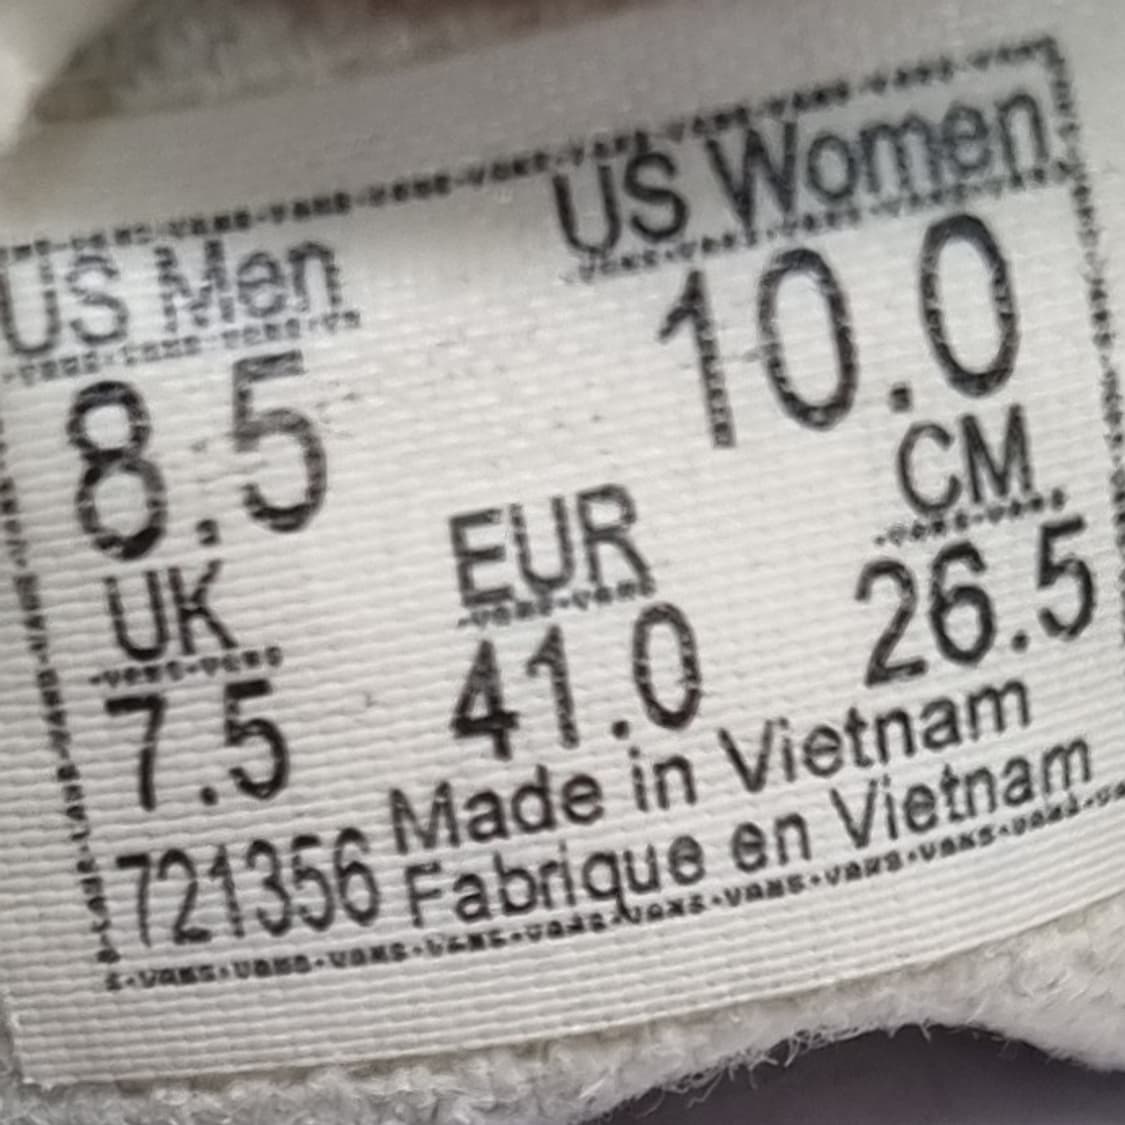 US Men US Women
8.5 10.0
UK EUR CM
7.5 41.0 26.5
Made in Vietnam
721356 Fabrique en Vietnam